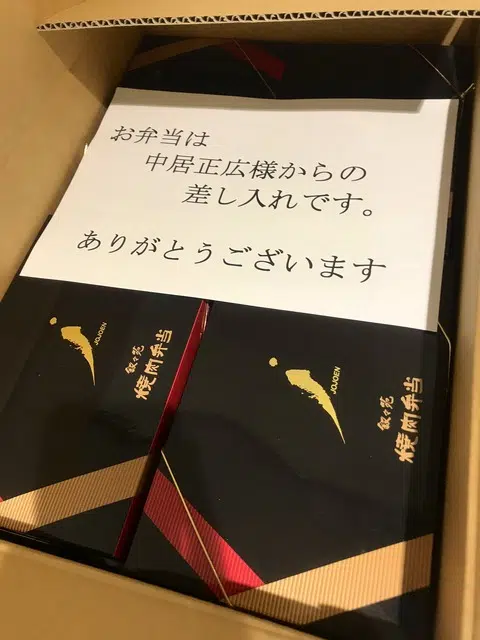 お弁当は
中居正広様からの
差し入れです。
ありがとうございます
JOJOEN
叙々苑
焼肉弁当
JOJOEN
叙々苑
焼肉弁当